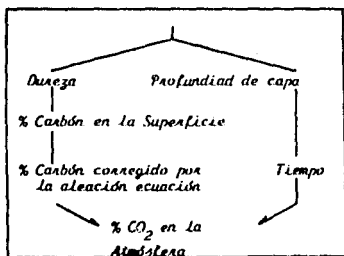 Dureza Profundidad de capa
% Carbón en la Superficie
% Carbón corregido por Tiempo
la aleación ecuación
% CO2 en la
Atmósfera